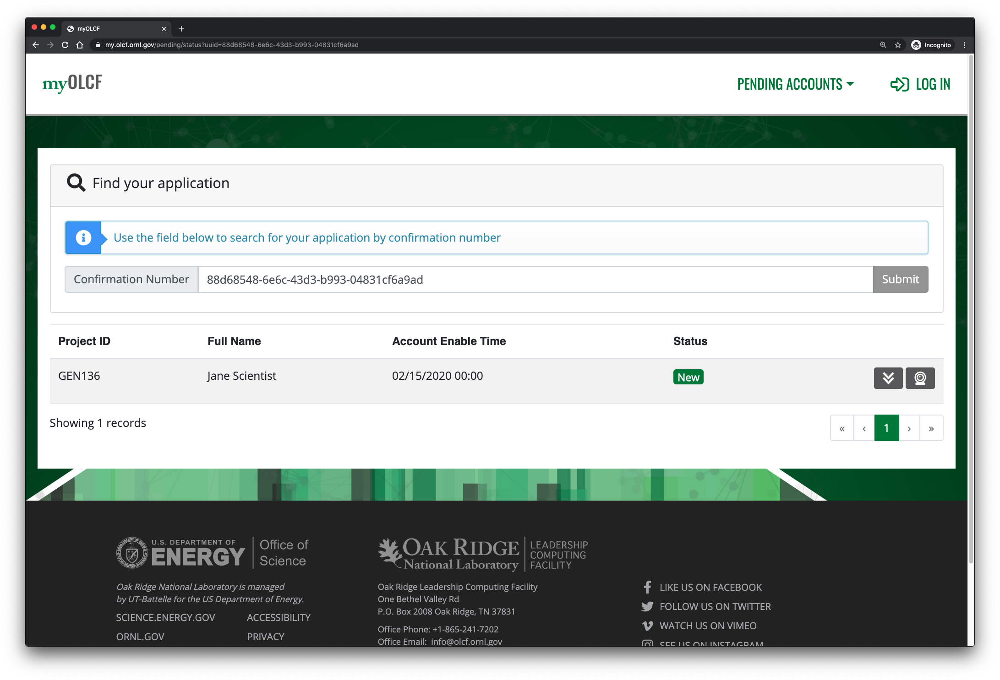 myOLCF
my.olcf.ornl.gov/pending/status?uuid=88d68548-6e6c-43d3-b993-04831cf6a9ad
Incognito
myOLCF
PENDING ACCOUNTS
LOG IN
Find your application
Use the field below to search for your application by confirmation number
Confirmation Number 88d68548-6e6c-43d3-b993-04831cf6a9ad Submit
Project ID Full Name Account Enable Time Status
GEN136 Jane Scientist 02/15/2020 00:00 New
Showing 1 records
« ‹ 1 › »
U.S. DEPARTMENT OF
ENERGY
Office of
Science
Oak Ridge National Laboratory is managed
by UT-Battelle for the US Department of Energy.
SCIENCE.ENERGY.GOV ACCESSIBILITY
ORNL.GOV PRIVACY
OAK RIDGE
National Laboratory
LEADERSHIP
COMPUTING
FACILITY
Oak Ridge Leadership Computing Facility
One Bethel Valley Rd
P.O. Box 2008 Oak Ridge, TN 37831
Office Phone: +1-865-241-7202
Office Email: info@olcf.ornl.gov
LIKE US ON FACEBOOK
FOLLOW US ON TWITTER
WATCH US ON VIMEO
SEE US ON INSTAGRAM